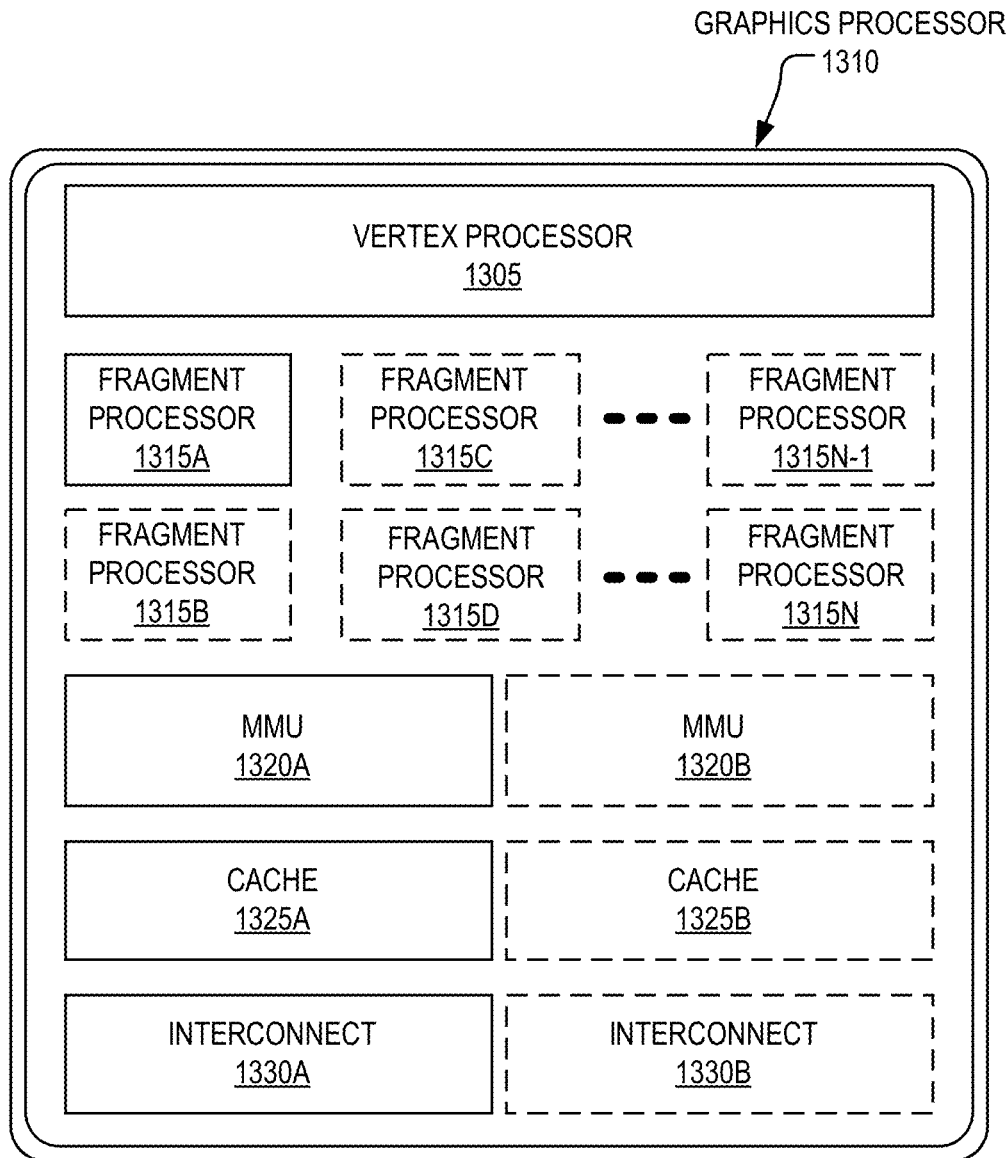 GRAPHICS PROCESSOR
1310
VERTEX PROCESSOR
1305
FRAGMENT
PROCESSOR
1315A
FRAGMENT
PROCESSOR
1315C
FRAGMENT
PROCESSOR
1315N-1
FRAGMENT
PROCESSOR
1315B
FRAGMENT
PROCESSOR
1315D
FRAGMENT
PROCESSOR
1315N
MMU
1320A
MMU
1320B
CACHE
1325A
CACHE
1325B
INTERCONNECT
1330A
INTERCONNECT
1330B